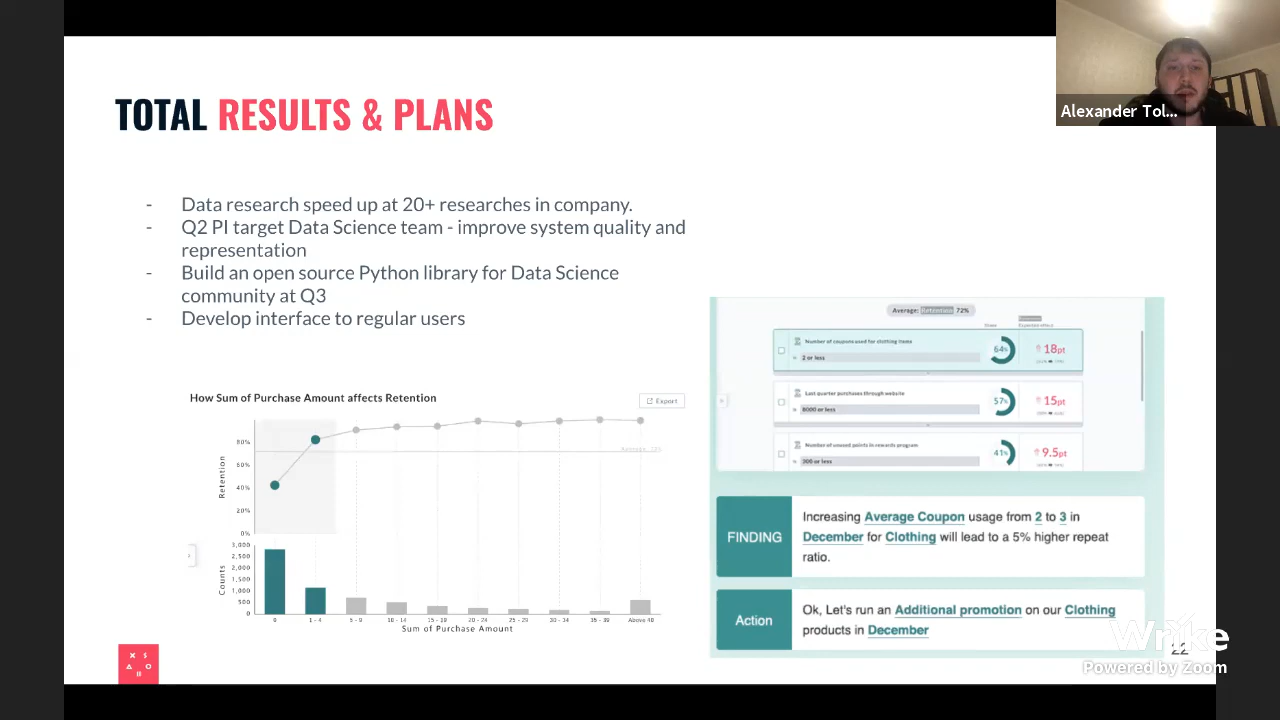 Alexander Tol...
TOTAL RESULTS & PLANS
- Data research speed up at 20+ researches in company.
- Q2 PI target Data Science team - improve system quality and
representation
- Build an open source Python library for Data Science
community at Q3
- Develop interface to regular users
How Sum of Purchase Amount affects Retention
Export
Retention
80%
60%
40%
20%
0%
Average: 72%
Counts
3,000
2,500
2,000
1,500
1,000
500
0
0 1 - 4 5 - 9 10 - 14 15 - 19 20 - 24 25 - 29 30 - 34 35 - 39 Above 40
Sum of Purchase Amount
Average: Retention 72%
Expected effect
Number of coupons used for clothing items
2 or less
64%
18pt
Last quarter purchases through website
8000 or less
57%
15pt
Number of unused points in rewards program
300 or less
41%
9.5pt
FINDING
Increasing Average Coupon usage from 2 to 3 in
December for Clothing will lead to a 5% higher repeat
ratio.
Action
Ok, Let's run an Additional promotion on our Clothing
products in December
XSOLLA
22
Wrike
Powered by Zoom